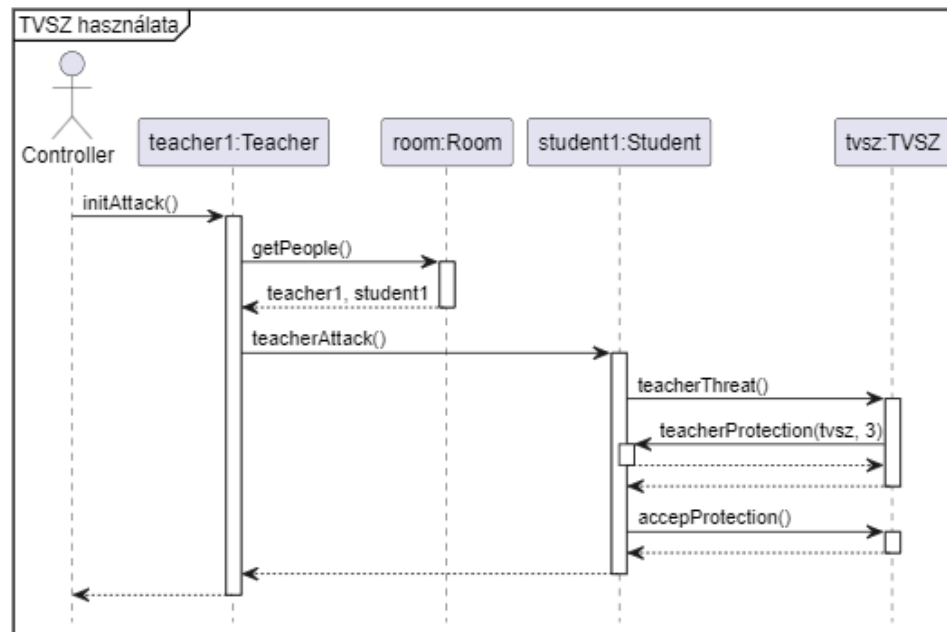 TVSZ használata
Controller
teacher1:Teacher
room:Room
student1:Student
tvsz:TVSZ
initAttack()
getPeople()
teacher1, student1
teacherAttack()
teacherThreat()
teacherProtection(tvsz, 3)
accepProtection()